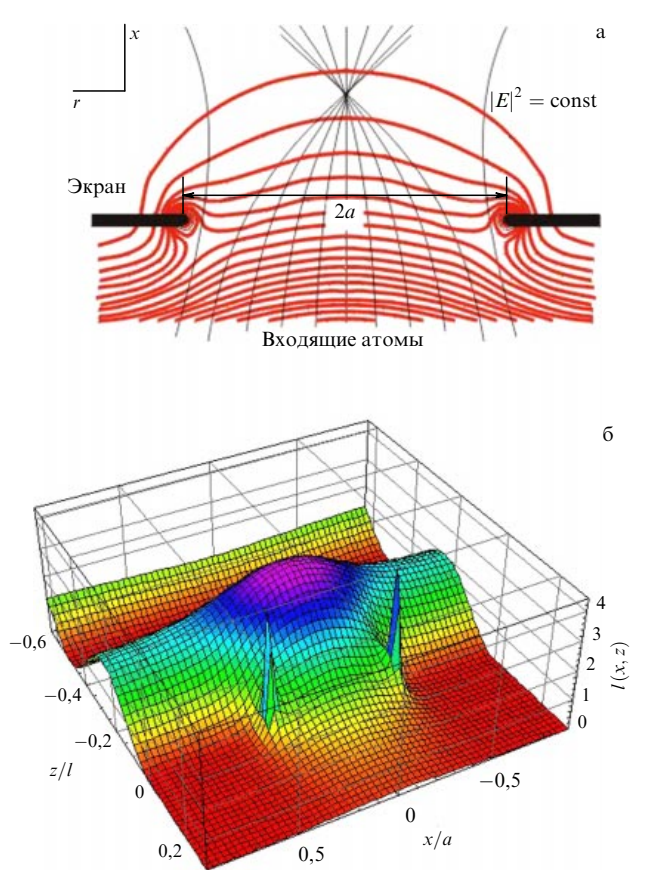 x
а
r
|E|² = const
Экран
2a
Входящие атомы
б
4
3
2
1
0
l(x, z)
−0,6
−0,4
−0,2
0
0,2
z/l
−0,5
0
0,5
x/a